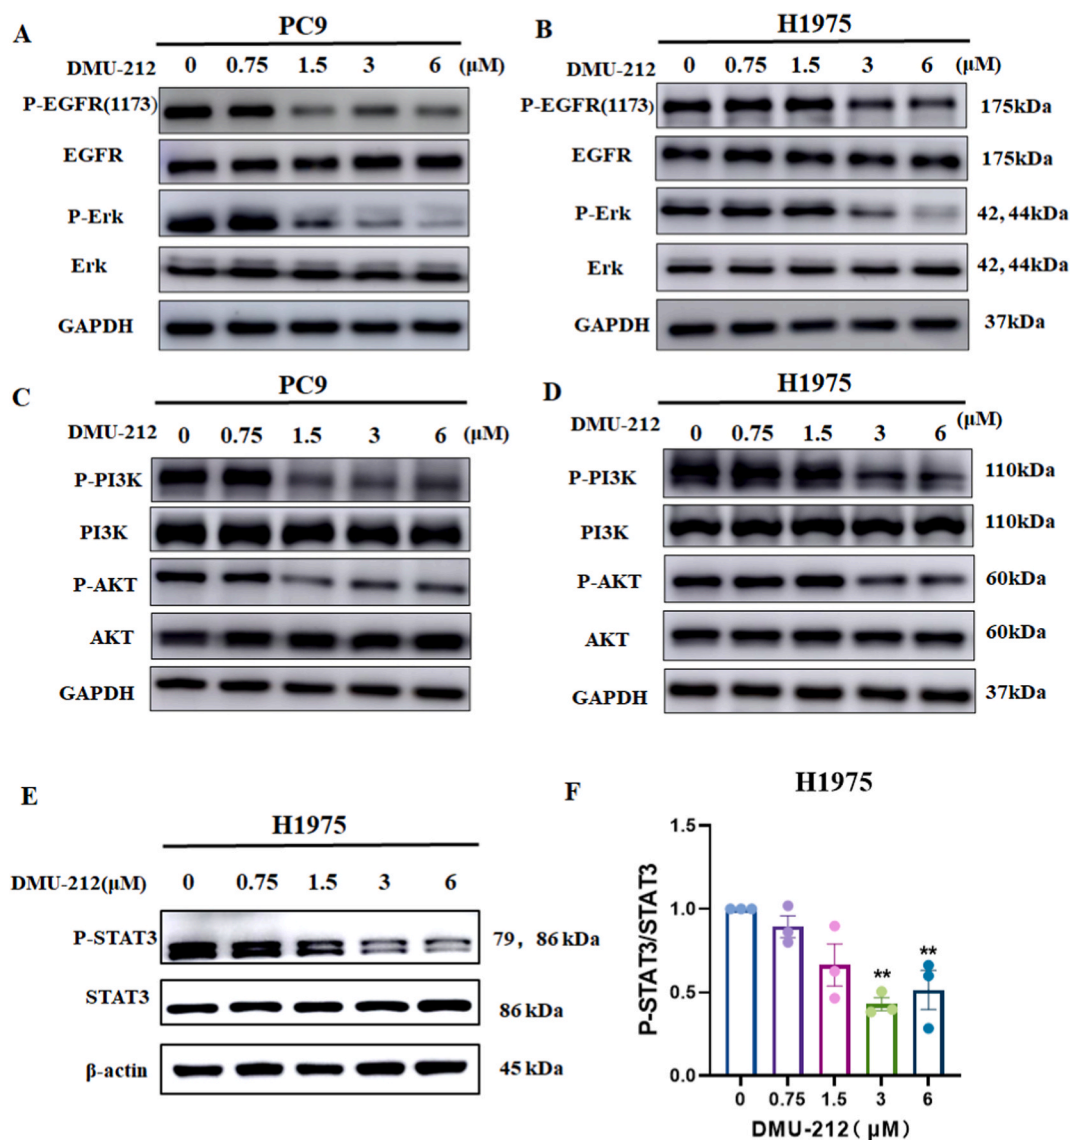 A
PC9
DMU-212 0 0.75 1.5 3 6 (μM)
P-EGFR(1173)
EGFR
P-Erk
Erk
GAPDH
B
H1975
DMU-212 0 0.75 1.5 3 6 (μM)
P-EGFR(1173) 175kDa
EGFR 175kDa
P-Erk 42, 44kDa
Erk 42, 44kDa
GAPDH 37kDa
C
PC9
DMU-212 0 0.75 1.5 3 6 (μM)
P-PI3K
PI3K
P-AKT
AKT
GAPDH
D
H1975
DMU-212 0 0.75 1.5 3 6 (μM)
P-PI3K 110kDa
PI3K 110kDa
P-AKT 60kDa
AKT 60kDa
GAPDH 37kDa
E
H1975
DMU-212(μM) 0 0.75 1.5 3 6
P-STAT3 79, 86 kDa
STAT3 86 kDa
β-actin 45 kDa
F
H1975
P-STAT3/STAT3
1.5
1.0
0.5
0.0
** **
0 0.75 1.5 3 6
DMU-212 ( μM)